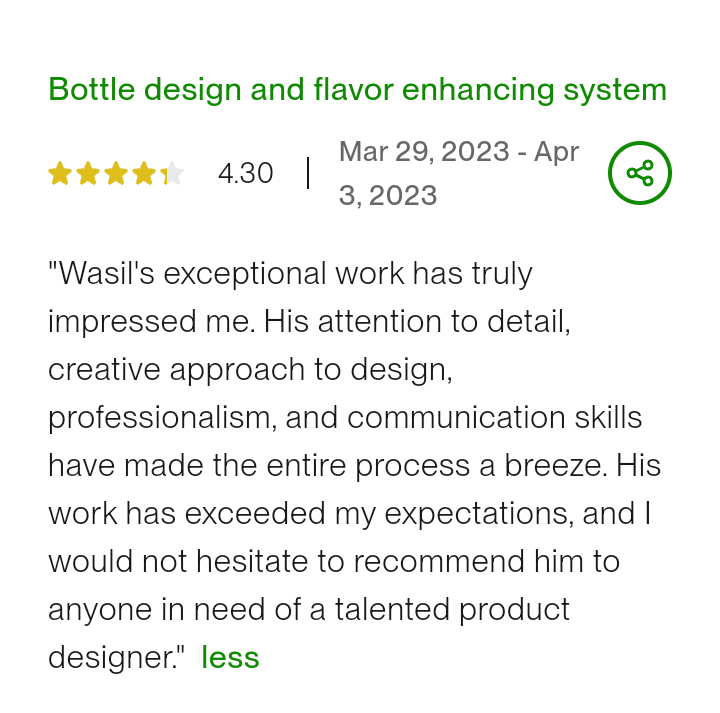 Bottle design and flavor enhancing system
4.30
Mar 29, 2023 - Apr
3, 2023
"Wasil's exceptional work has truly
impressed me. His attention to detail,
creative approach to design,
professionalism, and communication skills
have made the entire process a breeze. His
work has exceeded my expectations, and I
would not hesitate to recommend him to
anyone in need of a talented product
designer." less